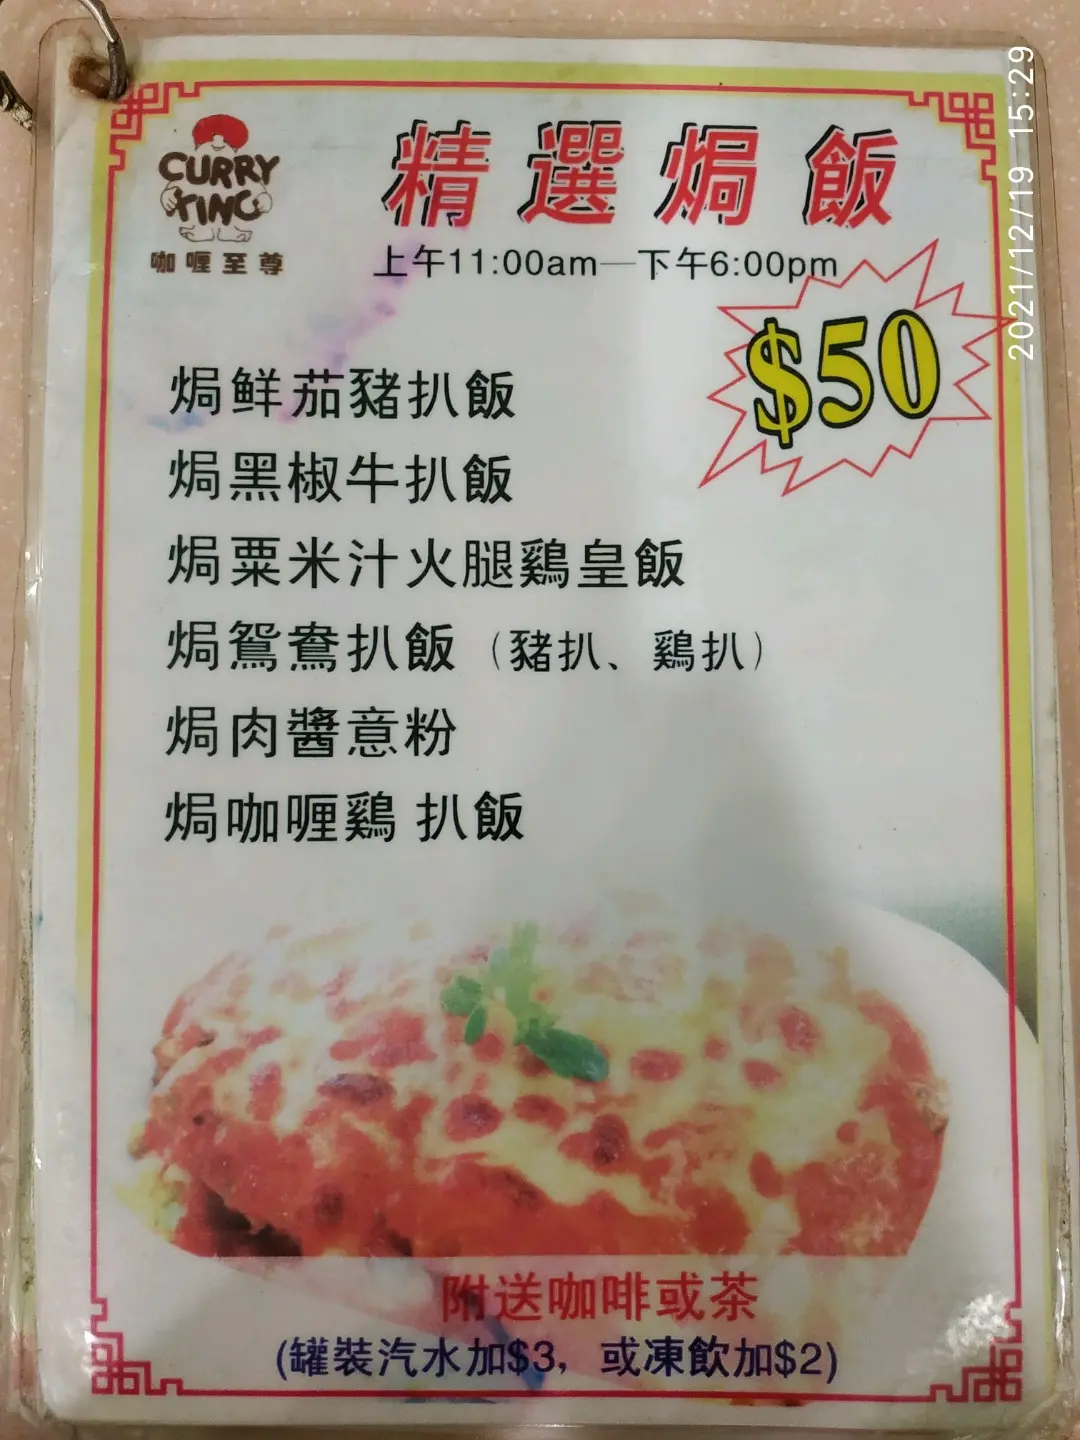 CURRY
KING
咖喱至尊
精選焗飯
上午11:00am—下午6:00pm
$50
焗鮮茄豬扒飯
焗黑椒牛扒飯
焗粟米汁火腿鷄皇飯
焗鴛鴦扒飯（豬扒、鷄扒）
焗肉醬意粉
焗咖喱鷄 扒飯
附送咖啡或茶
(罐裝汽水加$3，或凍飲加$2)
2021/12/19 15:29